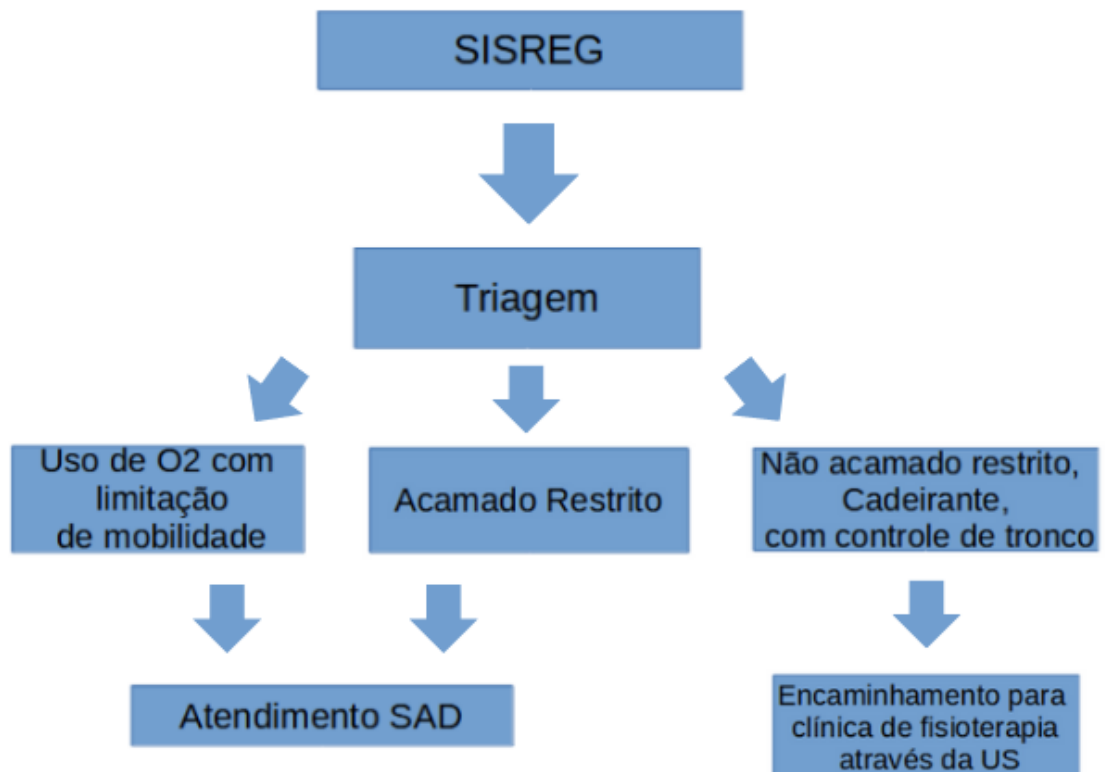 SISREG
Triagem
Uso de O2 com
limitação
de mobilidade
Acamado Restrito
Não acamado restrito,
Cadeirante,
com controle de tronco
Atendimento SAD
Encaminhamento para
clínica de fisioterapia
através da US